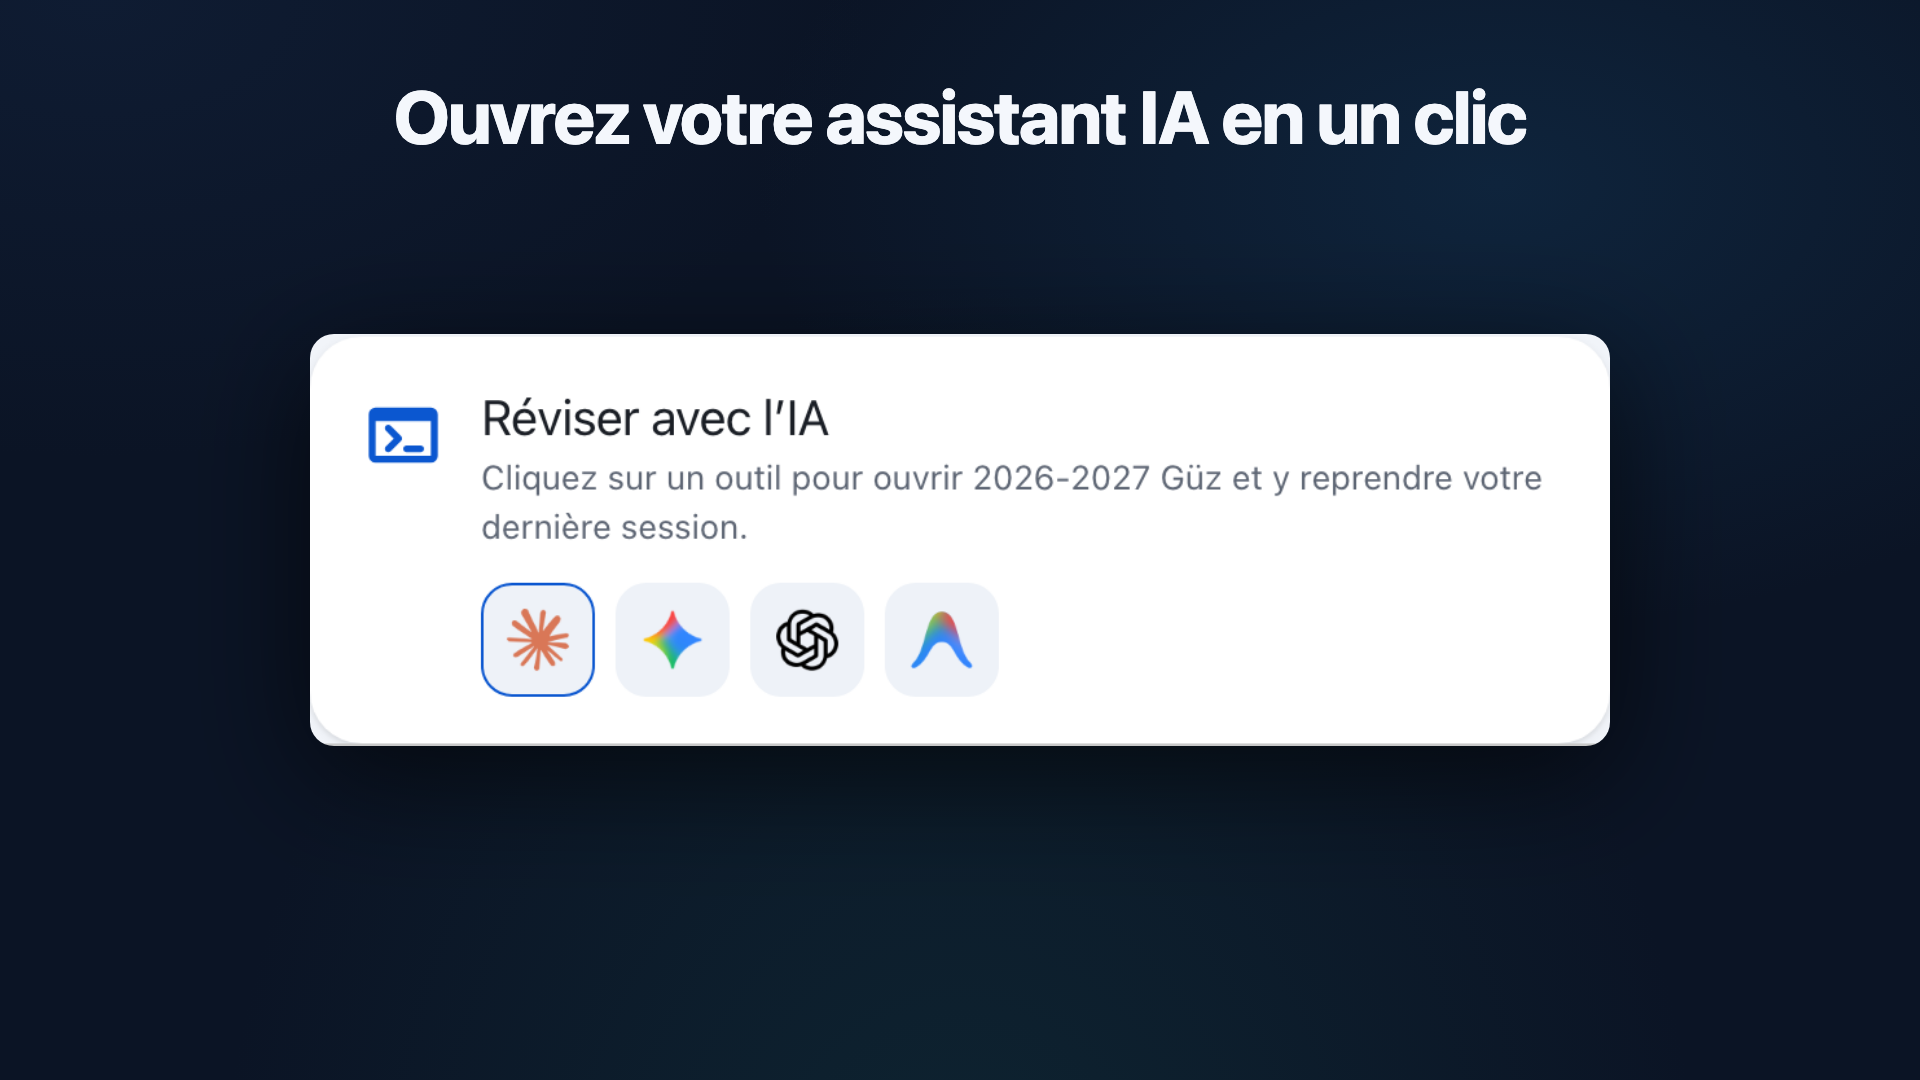 Ouvrez votre assistant IA en un clic
Réviser avec l’IA
Cliquez sur un outil pour ouvrir 2026-2027 Güz et y reprendre votre
dernière session.